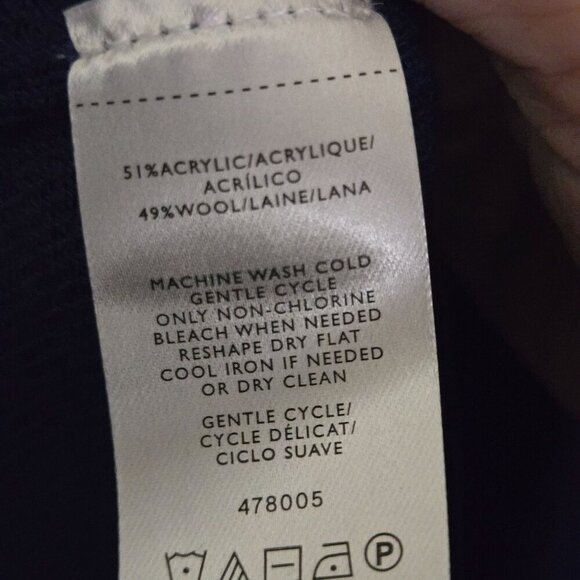 51%ACRYLIC/ACRYLIQUE/
ACRÍLICO
49%WOOL/LAINE/LANA
MACHINE WASH COLD
GENTLE CYCLE
ONLY NON-CHLORINE
BLEACH WHEN NEEDED
RESHAPE DRY FLAT
COOL IRON IF NEEDED
OR DRY CLEAN
GENTLE CYCLE/
CYCLE DÉLICAT/
CICLO SUAVE
478005
P